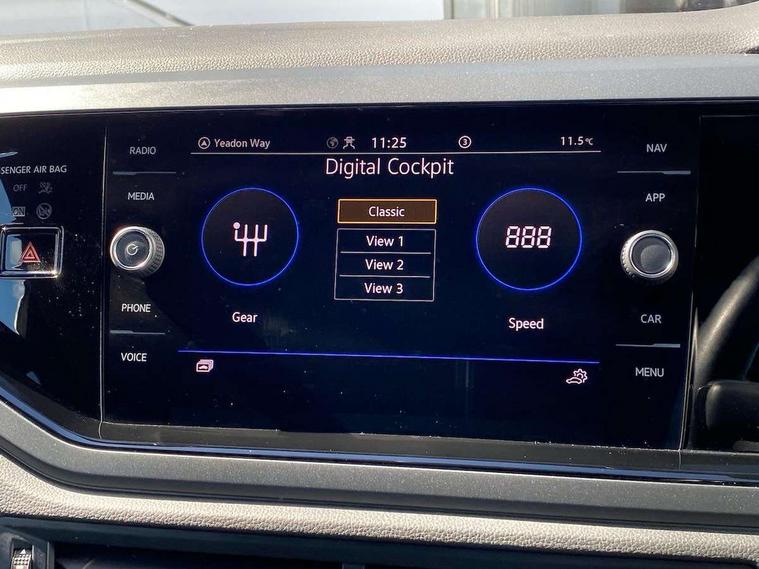 Yeadon Way 11:25 3 11.5°C
Digital Cockpit
RADIO
NAV
SENGER AIR BAG
OFF
ON
MEDIA
APP
Classic
View 1
View 2
View 3
888
Gear
Speed
PHONE
CAR
VOICE
MENU